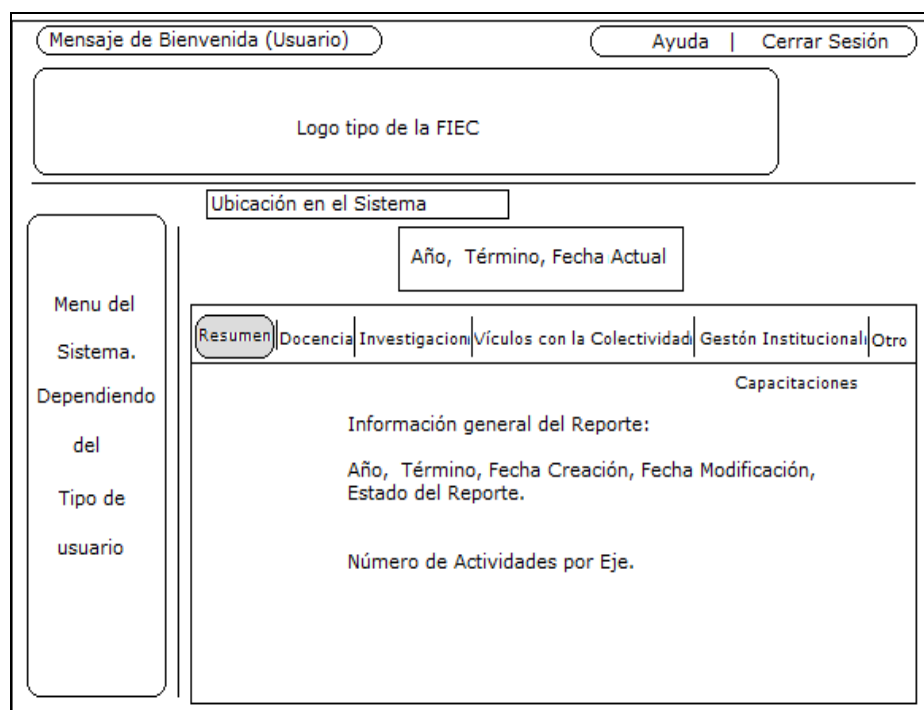 Mensaje de Bienvenida (Usuario)
Ayuda | Cerrar Sesión
Logo tipo de la FIEC
Ubicación en el Sistema
Año, Término, Fecha Actual
Menu del
Sistema.
Dependiendo
del
Tipo de
usuario
Resumen
Docencia
Investigacion
Vículos con la Colectividad
Gestón Institucional
Otro
Capacitaciones
Información general del Reporte:
Año, Término, Fecha Creación, Fecha Modificación,
Estado del Reporte.
Número de Actividades por Eje.